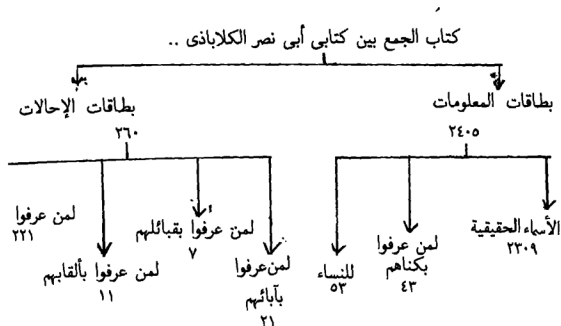 كتاب الجمع بين كتابى أبى نصر الكلاباذى ..
بطاقات المعلومات
٢٤٠٥
الأسماء الحقيقية
٢٣٠٩
لمن عرفوا
بكناهم
٤٣
للنساء
٥٣
بطاقات الإحالات
٢٦٠
لمن عرفوا
بآبائهم
٢١
لمن عرفوا بقبائلهم
٧
لمن عرفوا بألقابهم
١١
لمن عرفوا
٢٢١